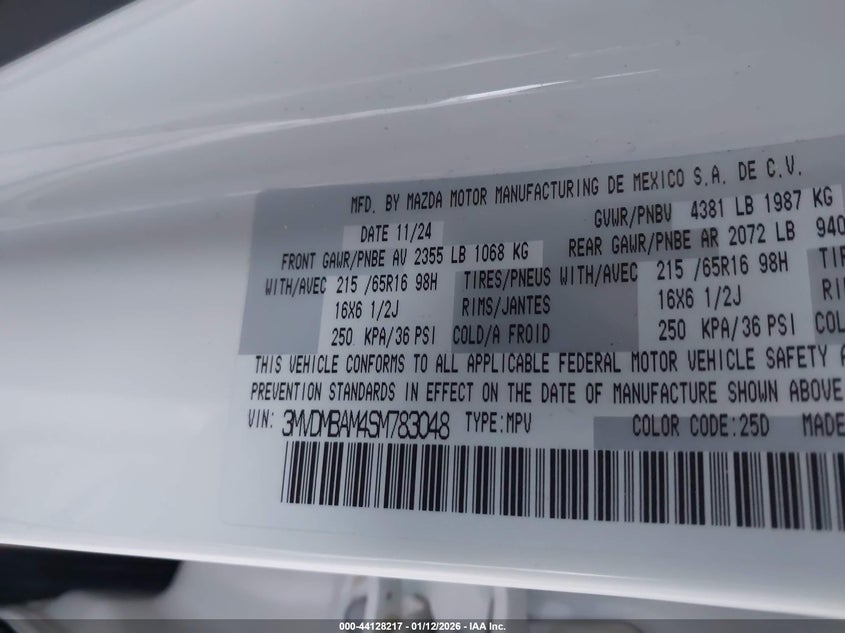 MFD. BY MAZDA MOTOR MANUFACTURING DE MEXICO S.A. DE C.V.
DATE 11/24 GVWR/PNBV 4381 LB 1987 KG
FRONT GAWR/PNBE AV 2355 LB 1068 KG REAR GAWR/PNBE AR 2072 LB 940
WITH/AVEC 215 /65R16 98H TIRES/PNEUS WITH/AVEC 215 /65R16 98H TIRE
16X6 1/2J RIMS/JANTES 16X6 1/2J RI
250 KPA/36 PSI COLD/A FROID 250 KPA/36 PSI COL
THIS VEHICLE CONFORMS TO ALL APPLICABLE FEDERAL MOTOR VEHICLE SAFETY A
PREVENTION STANDARDS IN EFFECT ON THE DATE OF MANUFACTURE SHOWN ABOVE
VIN: 3MVDMBAM4SM783048 TYPE:MPV COLOR CODE:25D MADE
000-44128217 - 01/12/2026 - IAA Inc.